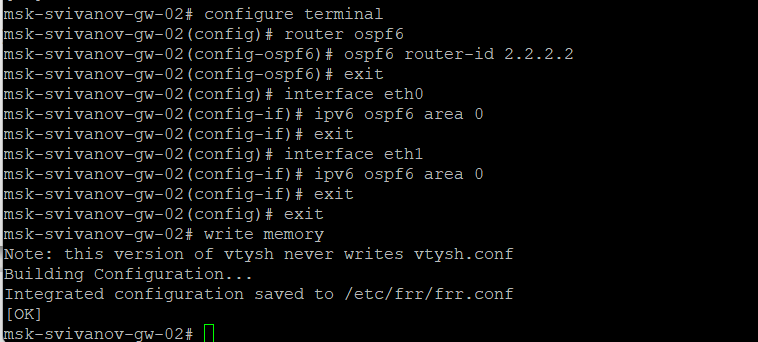 msk-svivanov-gw-02# configure terminal
msk-svivanov-gw-02(config)# router ospf6
msk-svivanov-gw-02(config-ospf6)# ospf6 router-id 2.2.2.2
msk-svivanov-gw-02(config-ospf6)# exit
msk-svivanov-gw-02(config)# interface eth0
msk-svivanov-gw-02(config-if)# ipv6 ospf6 area 0
msk-svivanov-gw-02(config-if)# exit
msk-svivanov-gw-02(config)# interface eth1
msk-svivanov-gw-02(config-if)# ipv6 ospf6 area 0
msk-svivanov-gw-02(config-if)# exit
msk-svivanov-gw-02(config)# exit
msk-svivanov-gw-02# write memory
Note: this version of vtysh never writes vtysh.conf
Building Configuration...
Integrated configuration saved to /etc/frr/frr.conf
[OK]
msk-svivanov-gw-02#